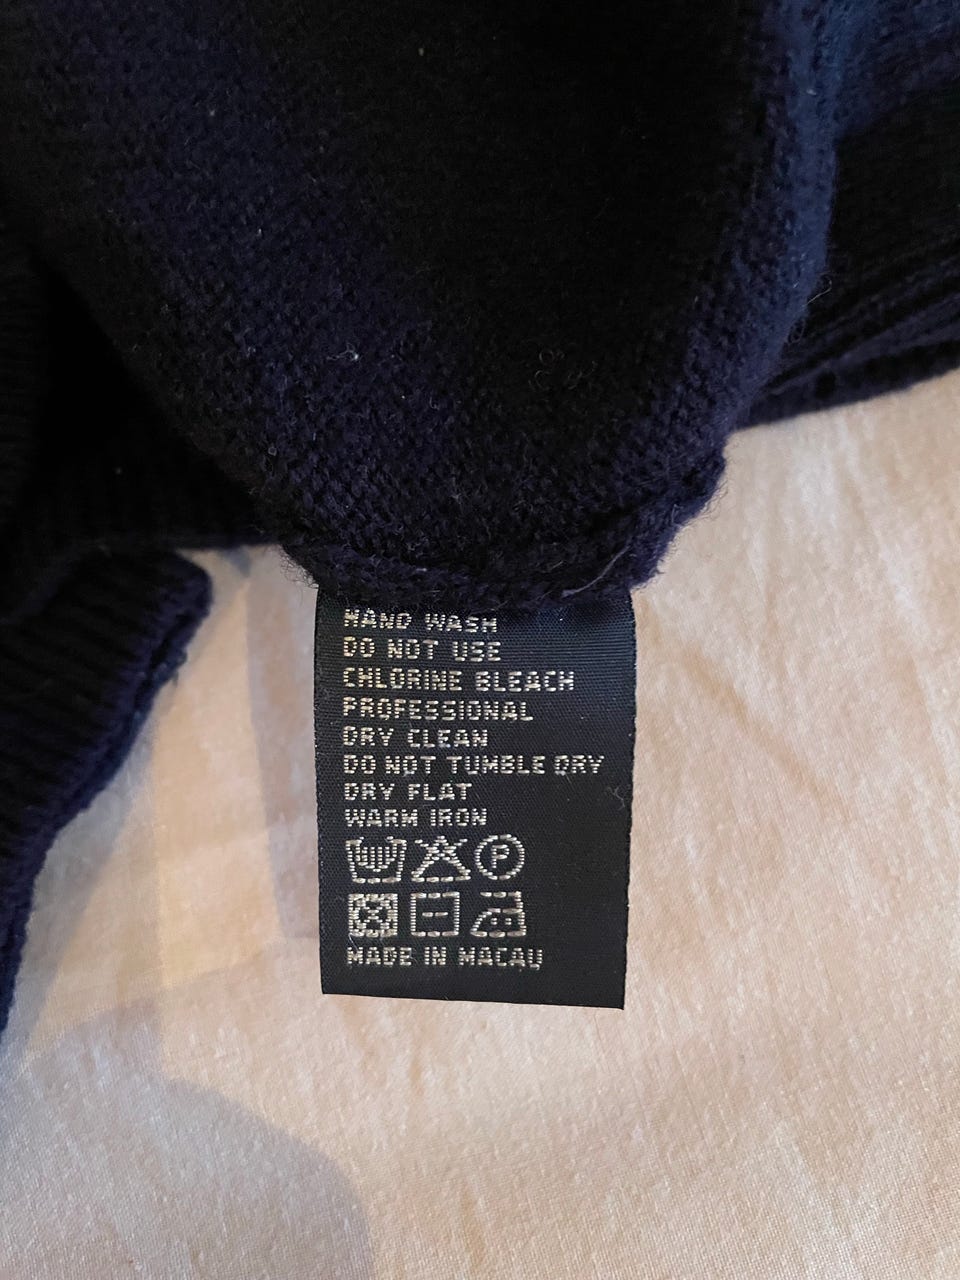 HAND WASH
DO NOT USE
CHLORINE BLEACH
PROFESSIONAL
DRY CLEAN
DO NOT TUMBLE DRY
DRY FLAT
WARM IRON
P
MADE IN MACAU